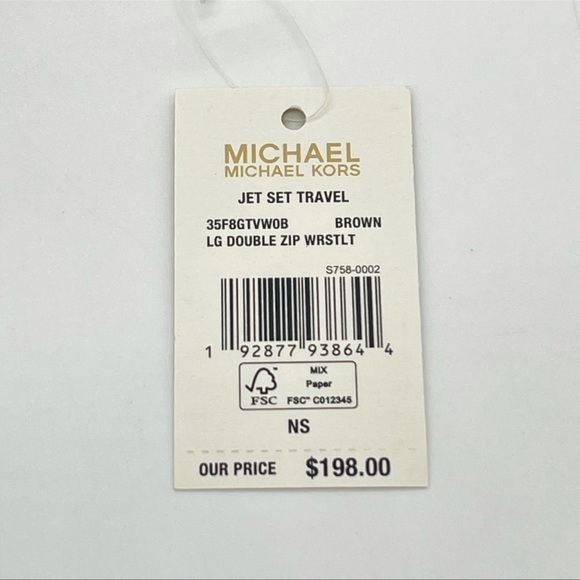 MICHAEL
MICHAEL KORS
JET SET TRAVEL
35F8GTVW0B BROWN
LG DOUBLE ZIP WRSTLT
S758-0002
1 92877 93864 4
FSC
MIX
Paper
FSC™ C012345
NS
OUR PRICE $198.00